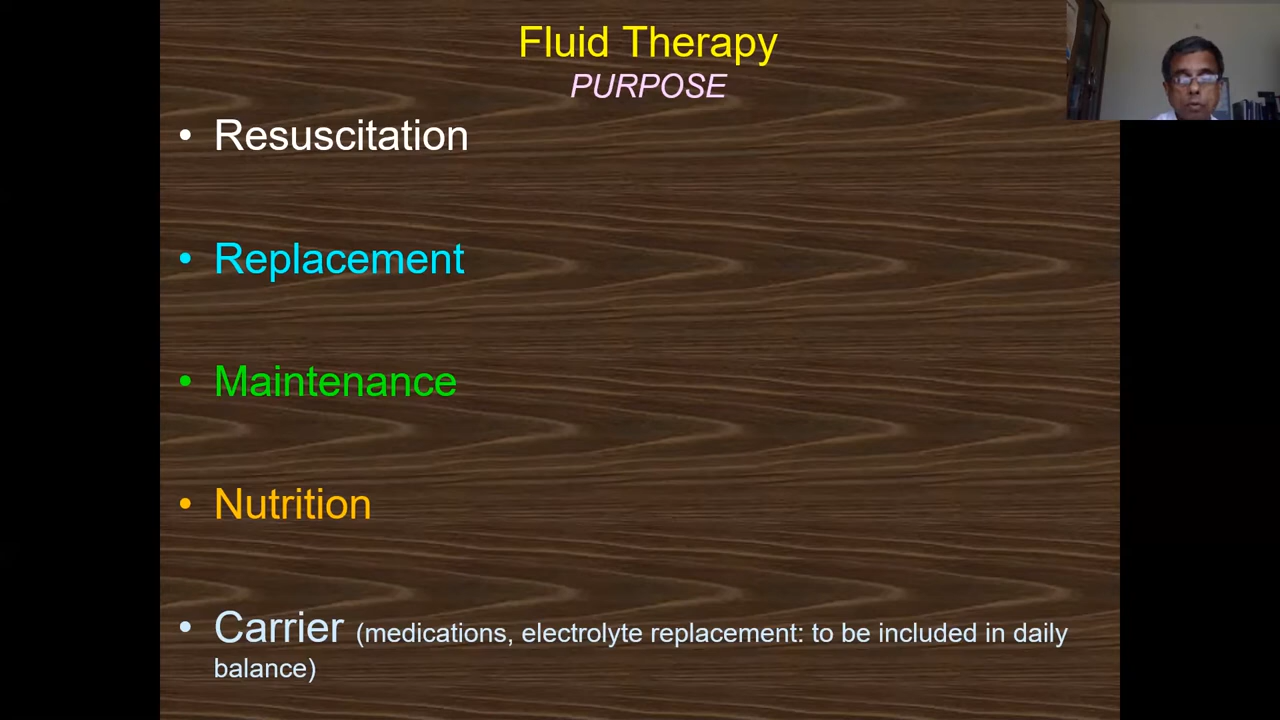 Fluid Therapy
PURPOSE
• Resuscitation
• Replacement
• Maintenance
• Nutrition
• Carrier (medications, electrolyte replacement: to be included in daily
balance)